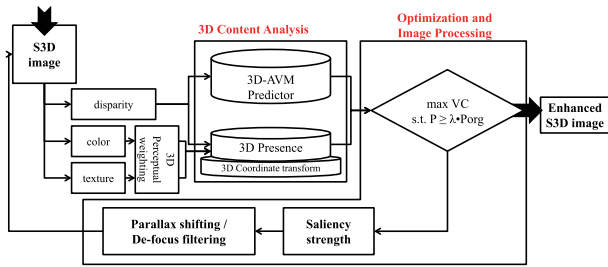 S3D
image
3D Content Analysis
Optimization and
Image Processing
disparity
color
texture
3D
Perceptual
weighting
3D-AVM
Predictor
3D Presence
3D Coordinate transform
max VC
s.t. P ≥ λ•Porg
Enhanced
S3D image
Parallax shifting /
De-focus filtering
Saliency
strength